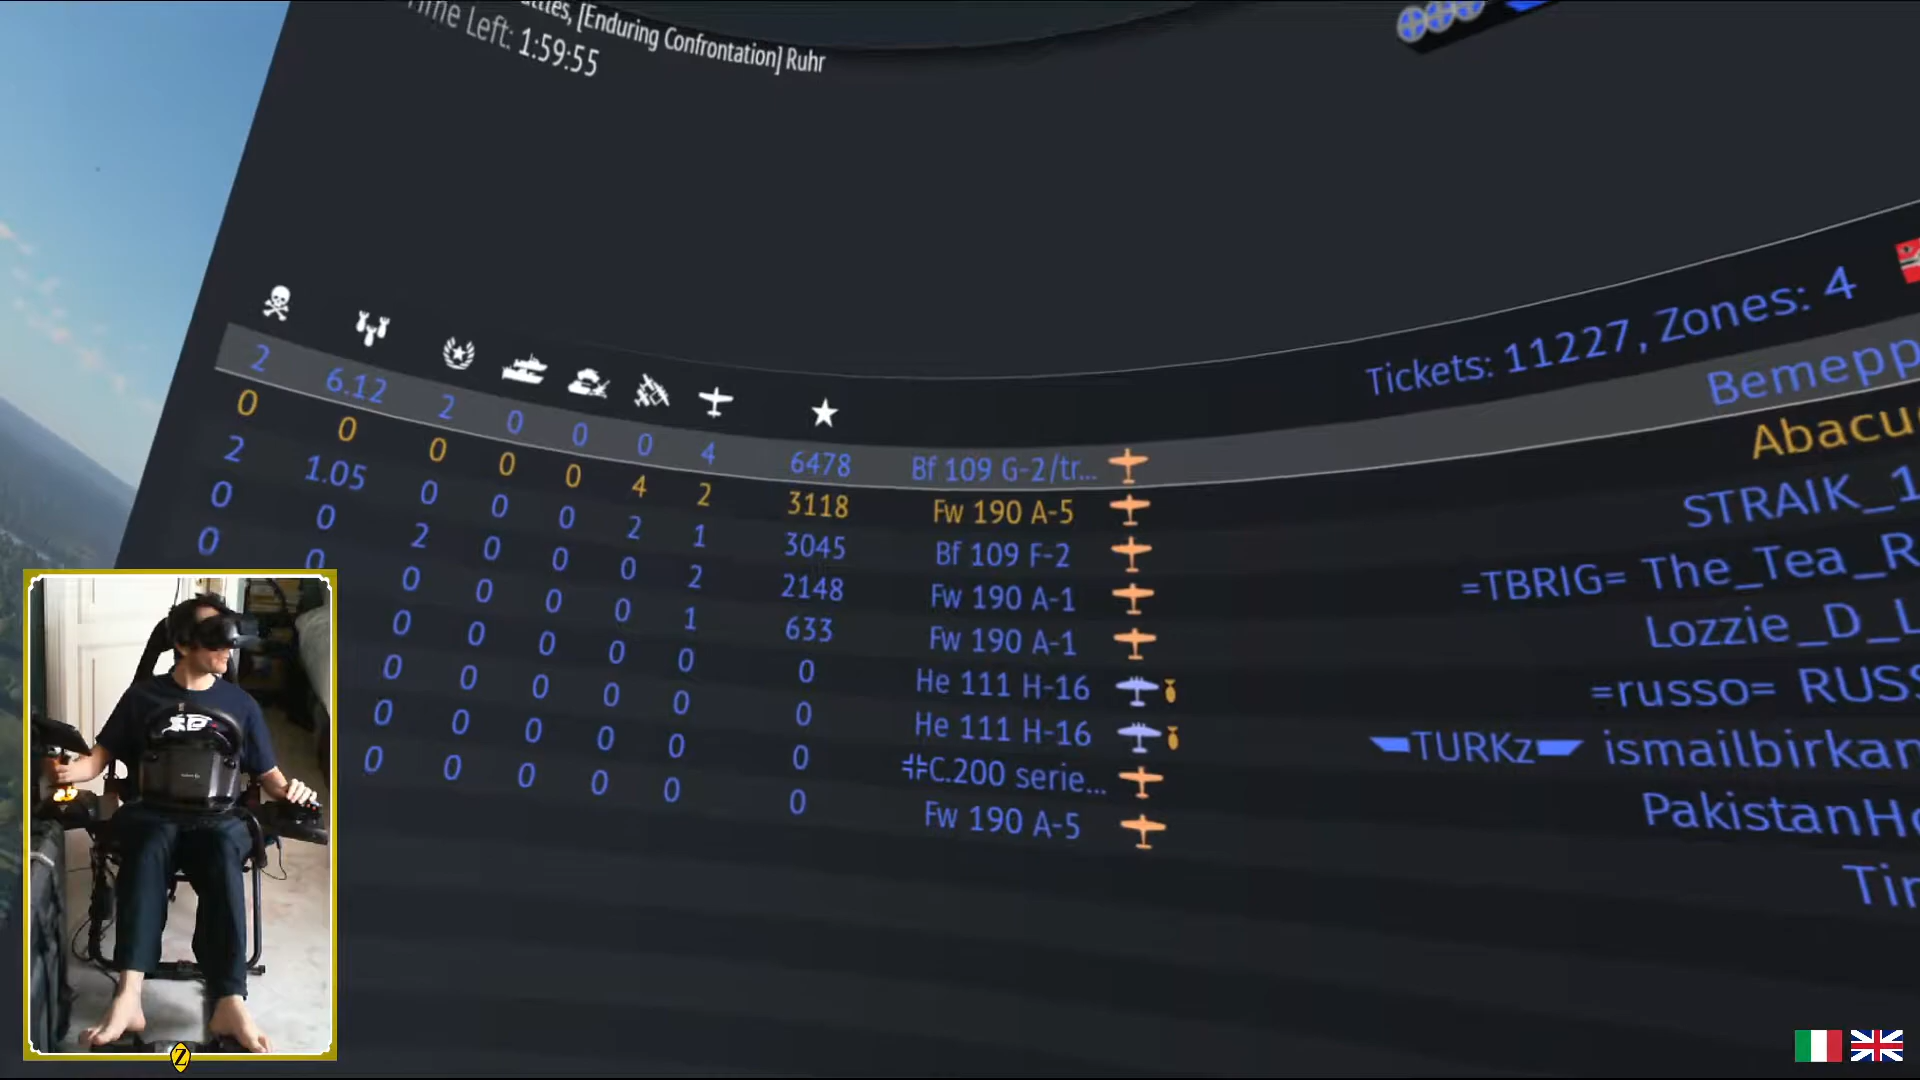 ttles, [Enduring Confrontation] Ruhr
Time Left: 1:59:55
Tickets: 11227, Zones: 4
2 6.12 2 0 0 0 4 6478 Bf 109 G-2/tr... Bemepp
0 0 0 0 0 4 2 3118 Fw 190 A-5 Abacu
2 1.05 0 0 0 2 1 3045 Bf 109 F-2 STRAIK_1
0 0 2 0 0 0 2 2148 Fw 190 A-1 =TBRIG= The_Tea_R
0 0 0 0 0 0 1 633 Fw 190 A-1 Lozzie_D_L
0 0 0 0 0 0 He 111 H-16 =russo= RUSS
0 0 0 0 0 0 He 111 H-16 TURKz ismailbirkan
0 0 0 0 0 0 C.200 serie... PakistanHo
0 0 0 0 0 0 Fw 190 A-5 Tim
Z